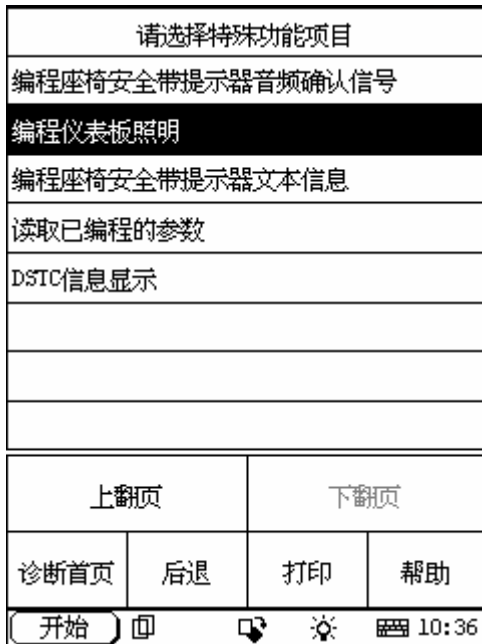 请选择特殊功能项目
编程座椅安全带提示器音频确认信号
编程仪表板照明
编程座椅安全带提示器文本信息
读取已编程的参数
DSTC信息显示
上翻页 下翻页
诊断首页 后退 打印 帮助
开始 10:36